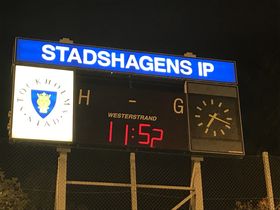 STADSHAGENS IP
STOCKHOLMS
STAD
H - G
WESTERSTRAND
11:52